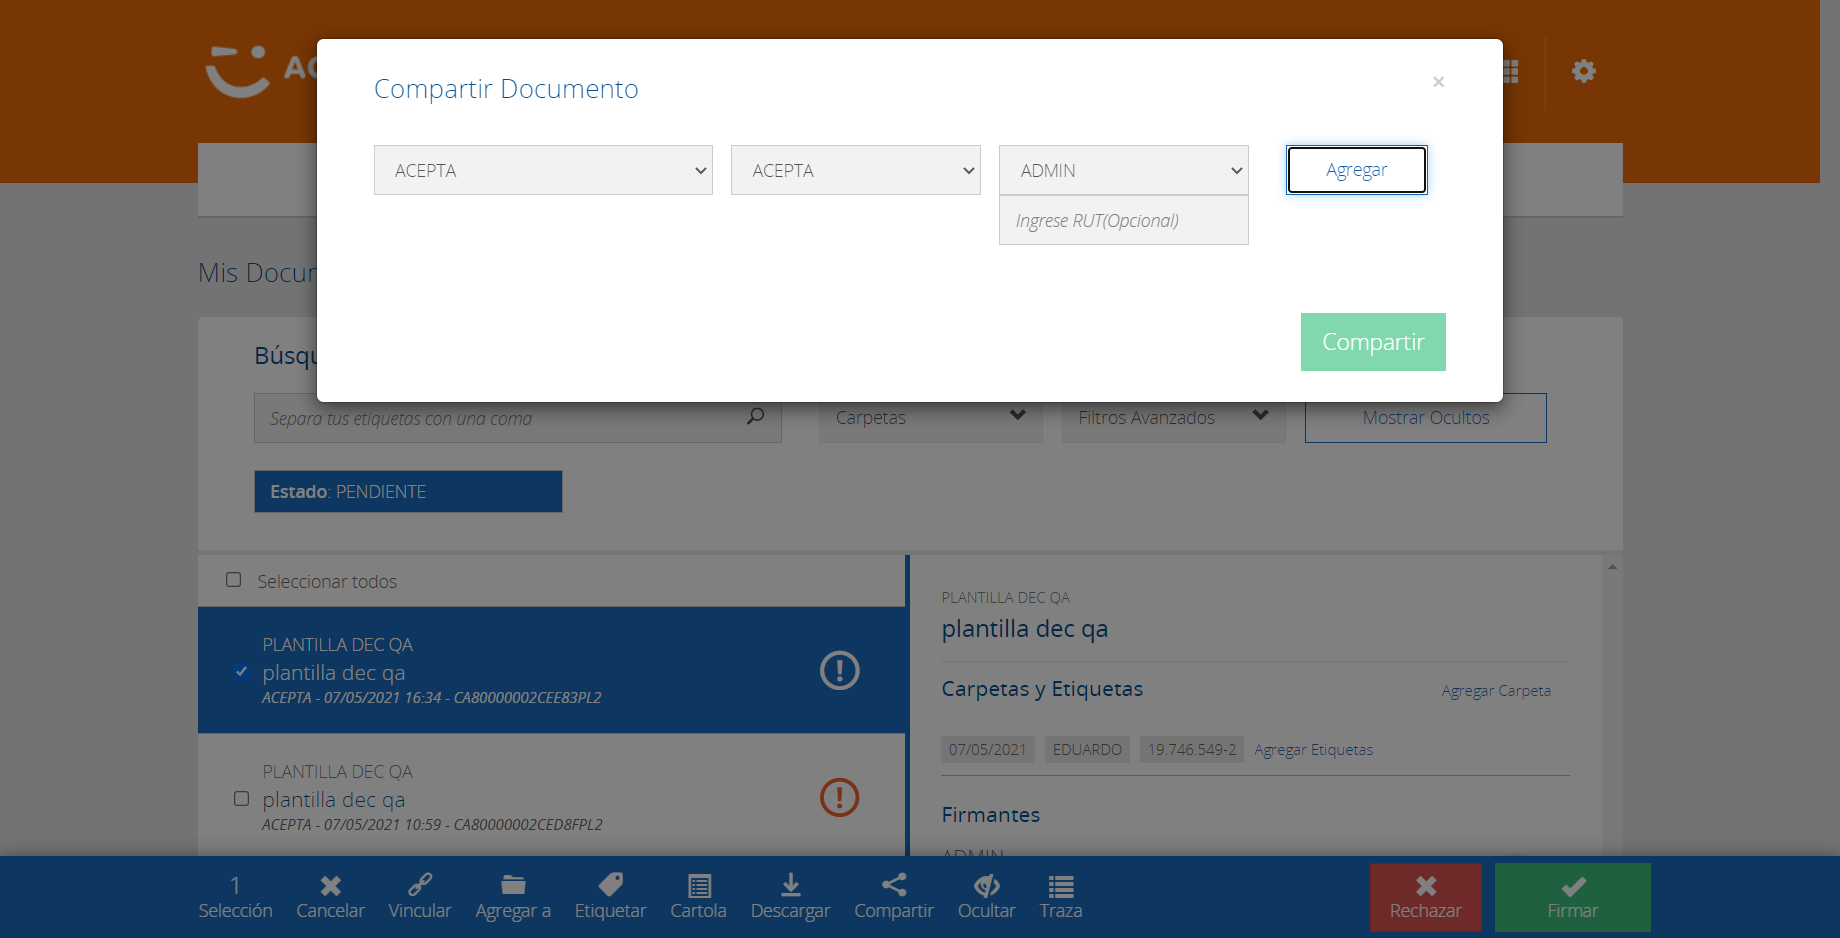 Compartir Documento
×
ACEPTA
ACEPTA
ADMIN
Agregar
Ingrese RUT(Opcional)
Compartir
Mis
Separa tus etiquetas con una coma
Carpetas
Filtros Avanzados
Mostrar Ocultos
Estado: PENDIENTE
Seleccionar todos
PLANTILLA DEC QA
plantilla dec qa
ACEPTA - 07/05/2021 16:34 - CA80000002CEE83PL2
PLANTILLA DEC QA
plantilla dec qa
ACEPTA - 07/05/2021 10:59 - CA80000002CED8FPL2
PLANTILLA DEC QA
plantilla dec qa
Carpetas y Etiquetas
Agregar Carpeta
07/05/2021
EDUARDO
19.746.549-2
Agregar Etiquetas
Firmantes
ADMIN
1
Selección
Cancelar
Vincular
Agregar a
Etiquetar
Cartola
Descargar
Compartir
Ocultar
Traza
Rechazar
Firmar